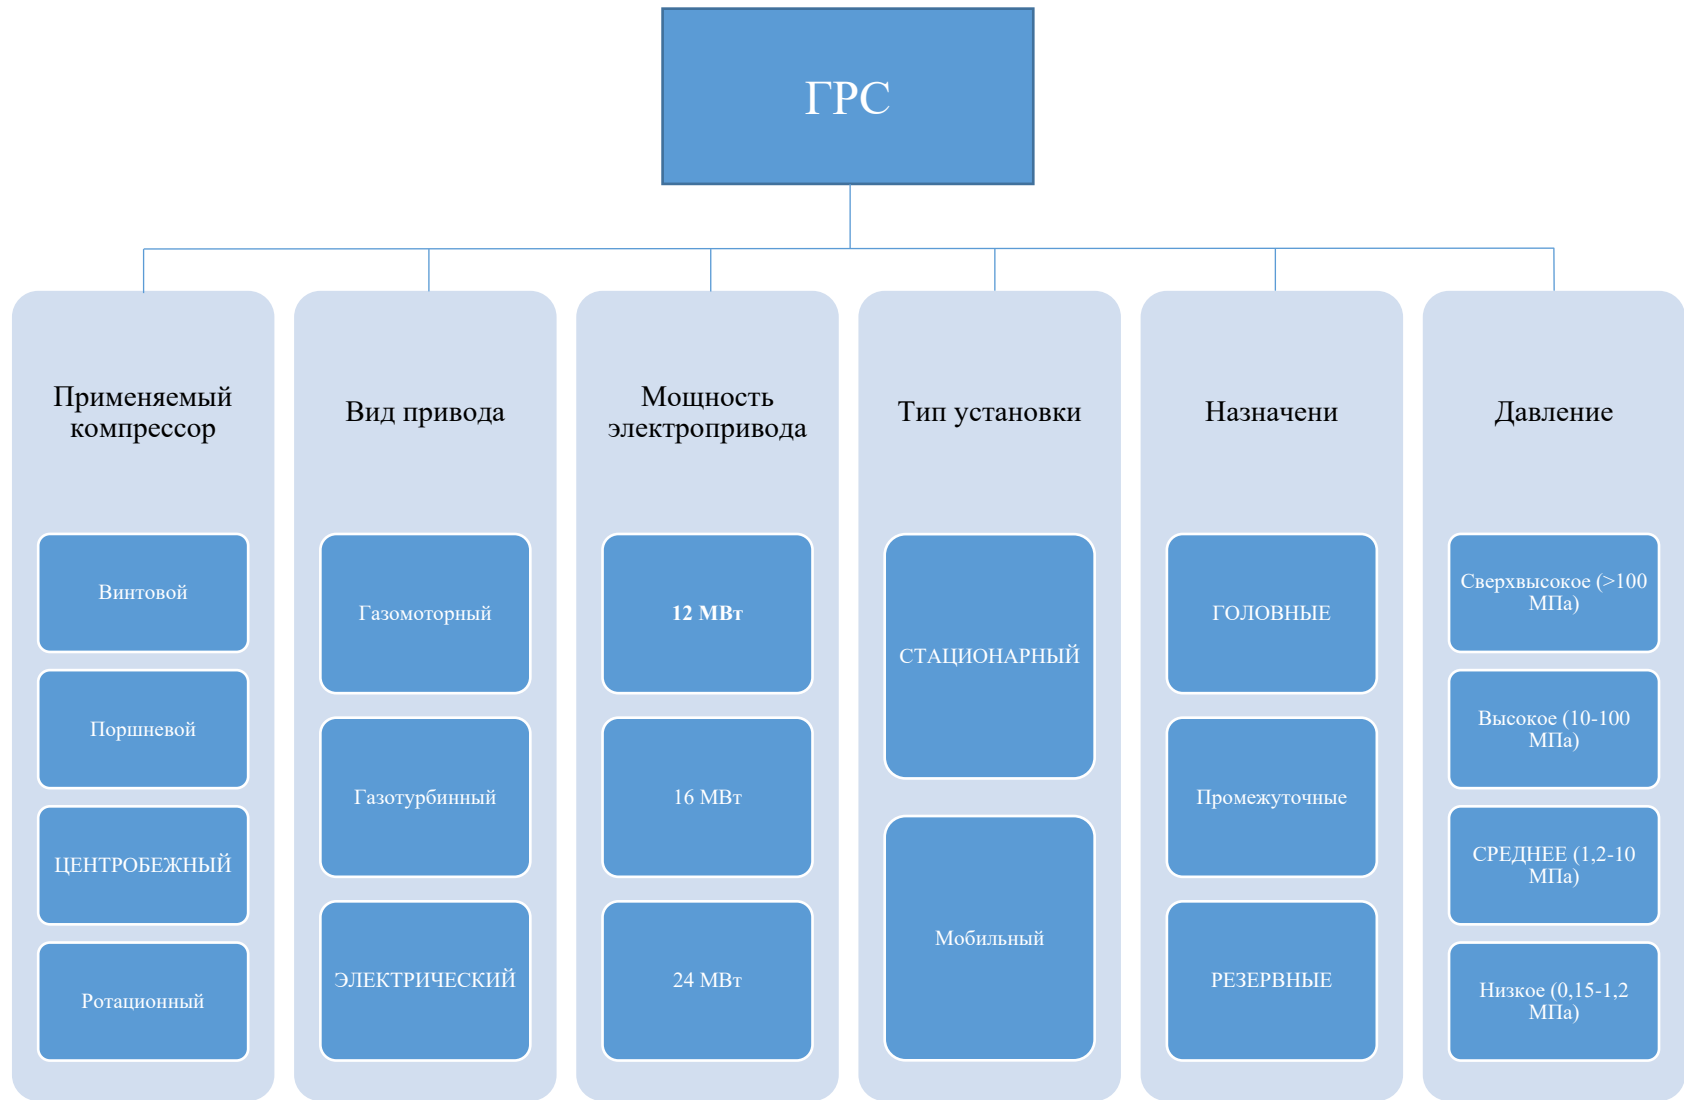 ГРС
Применяемый
компрессор
Винтовой
Поршневой
ЦЕНТРОБЕЖНЫЙ
Ротационный
Вид привода
Газомоторный
Газотурбинный
ЭЛЕКТРИЧЕСКИЙ
Мощность
электропривода
12 МВт
16 МВт
24 МВт
Тип установки
СТАЦИОНАРНЫЙ
Мобильный
Назначени
ГОЛОВНЫЕ
Промежуточные
РЕЗЕРВНЫЕ
Давление
Сверхвысокое (>100
МПа)
Высокое (10-100
МПа)
СРЕДНЕЕ (1,2-10
МПа)
Низкое (0,15-1,2
МПа)